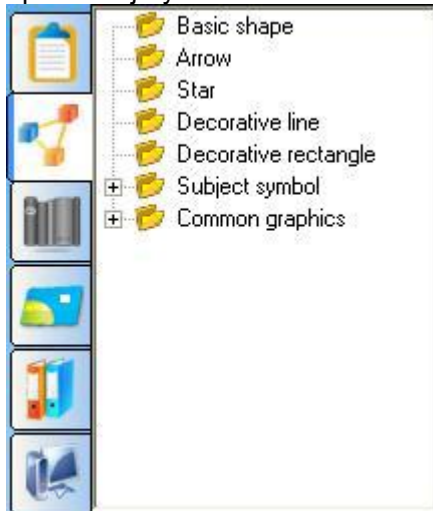 Basic shape
Arrow
Star
Decorative line
Decorative rectangle
Subject symbol
Common graphics